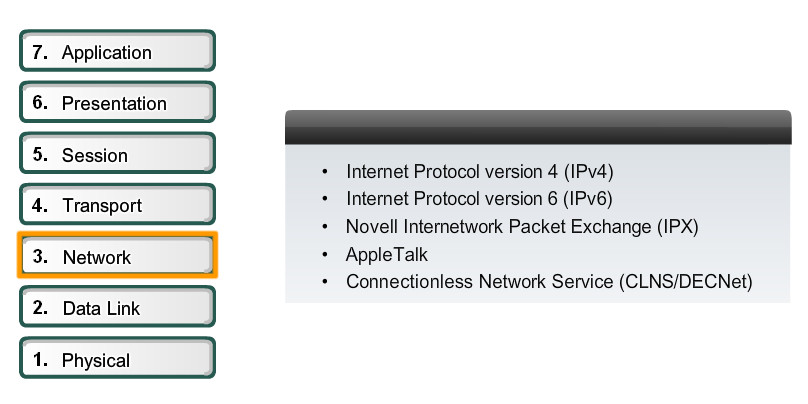 7. Application
6. Presentation
5. Session
4. Transport
3. Network
2. Data Link
1. Physical
• Internet Protocol version 4 (IPv4)
• Internet Protocol version 6 (IPv6)
• Novell Internetwork Packet Exchange (IPX)
• AppleTalk
• Connectionless Network Service (CLNS/DECNet)